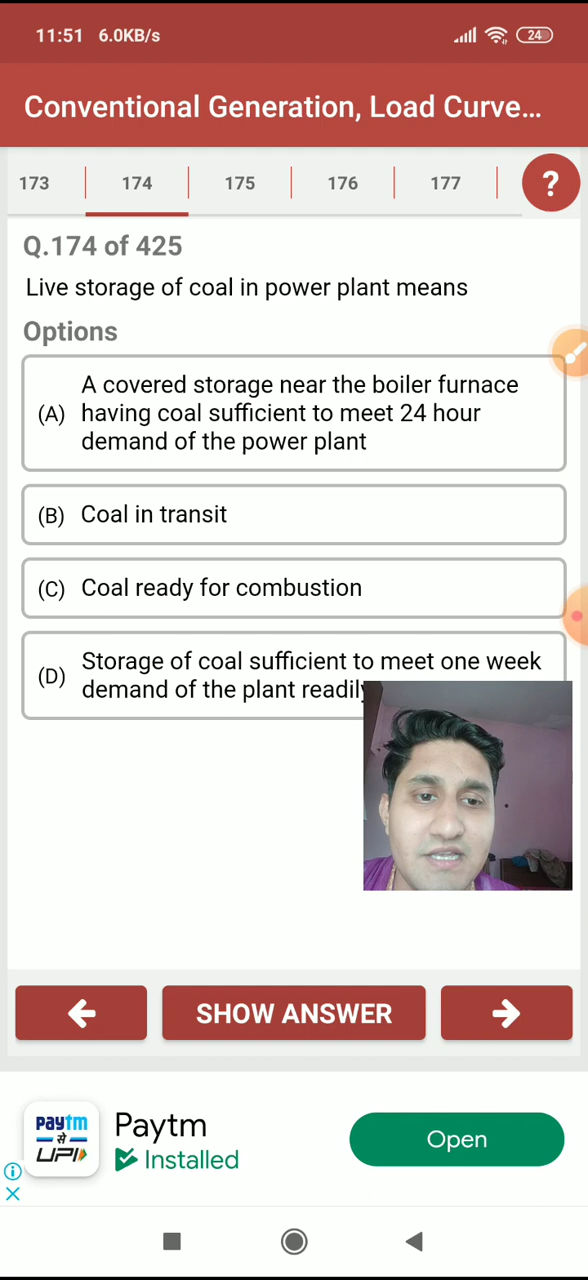 11:51 6.0KB/s 24
Conventional Generation, Load Curve...
173 174 175 176 177 ?
Q.174 of 425
Live storage of coal in power plant means
Options
A covered storage near the boiler furnace
(A) having coal sufficient to meet 24 hour
demand of the power plant
(B) Coal in transit
(C) Coal ready for combustion
Storage of coal sufficient to meet one week
(D) demand of the plant readily
SHOW ANSWER
paytm
से
UPI
Paytm
Installed
Open